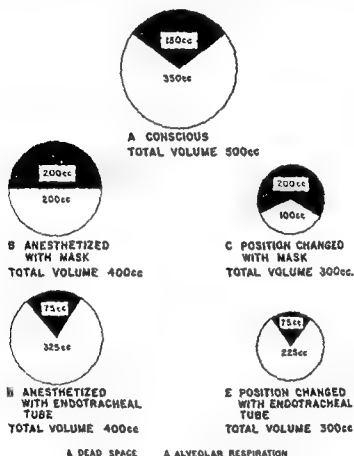 150cc
350cc
A CONSCIOUS
TOTAL VOLUME 500cc
200cc
200cc
B ANESTHETIZED
WITH MASK
TOTAL VOLUME 400cc
200cc
100cc
C POSITION CHANGED
WITH MASK
TOTAL VOLUME 300cc
75cc
325cc
ANESTHETIZED
WITH ENDOTRACHEAL
TUBE
TOTAL VOLUME 400cc
75cc
225cc
E POSITION CHANGED
WITH ENDOTRACHEAL
TUBE
TOTAL VOLUME 300cc
DEAD SPACE ALVEOLAR RESPIRATION